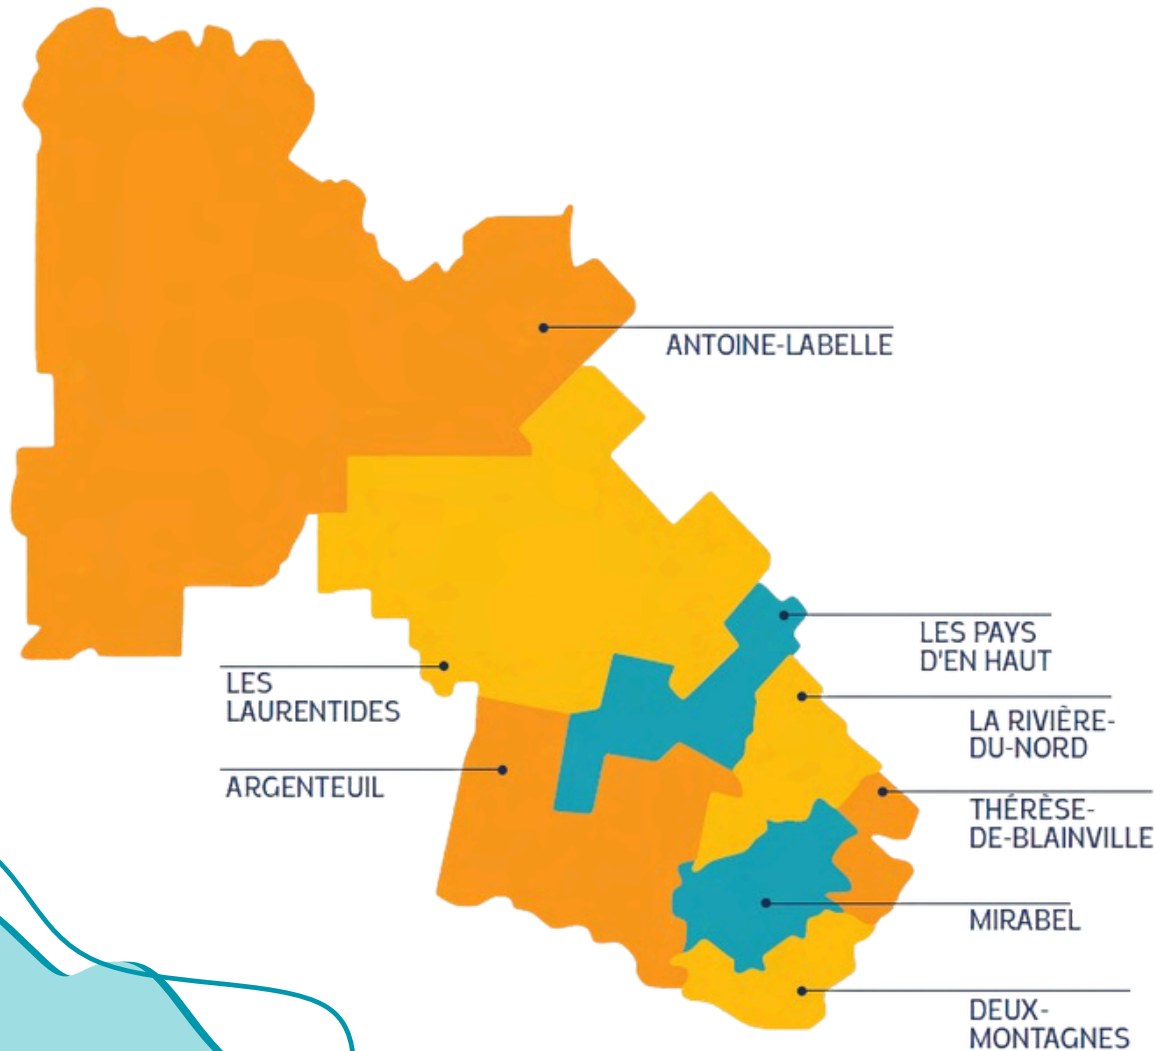 ANTOINE-LABELLE
LES PAYS
D'EN HAUT
LES
LAURENTIDES
LA RIVIÈRE-
DU-NORD
ARGENTEUIL
THÉRÈSE-
DE-BLAINVILLE
MIRABEL
DEUX-
MONTAGNES